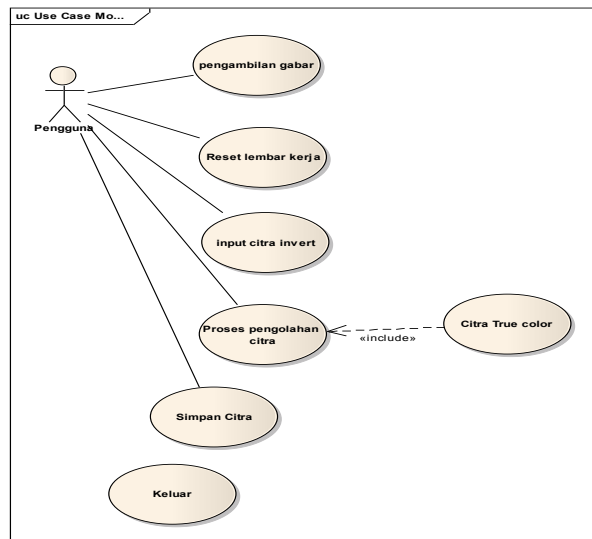 uc Use Case Mo...
pengambilan gabar
Pengguna
Reset lembar kerja
input citra invert
Proses pengolahan
citra
«include»
Citra True color
Simpan Citra
Keluar